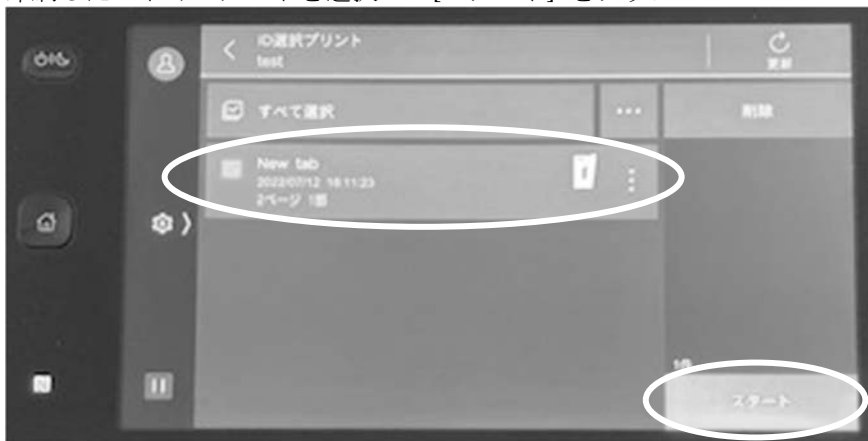 ID選択プリント
test
更新
すべて選択
削除
New tab
2022/07/12 16:11:23
2ページ 1部
スタート